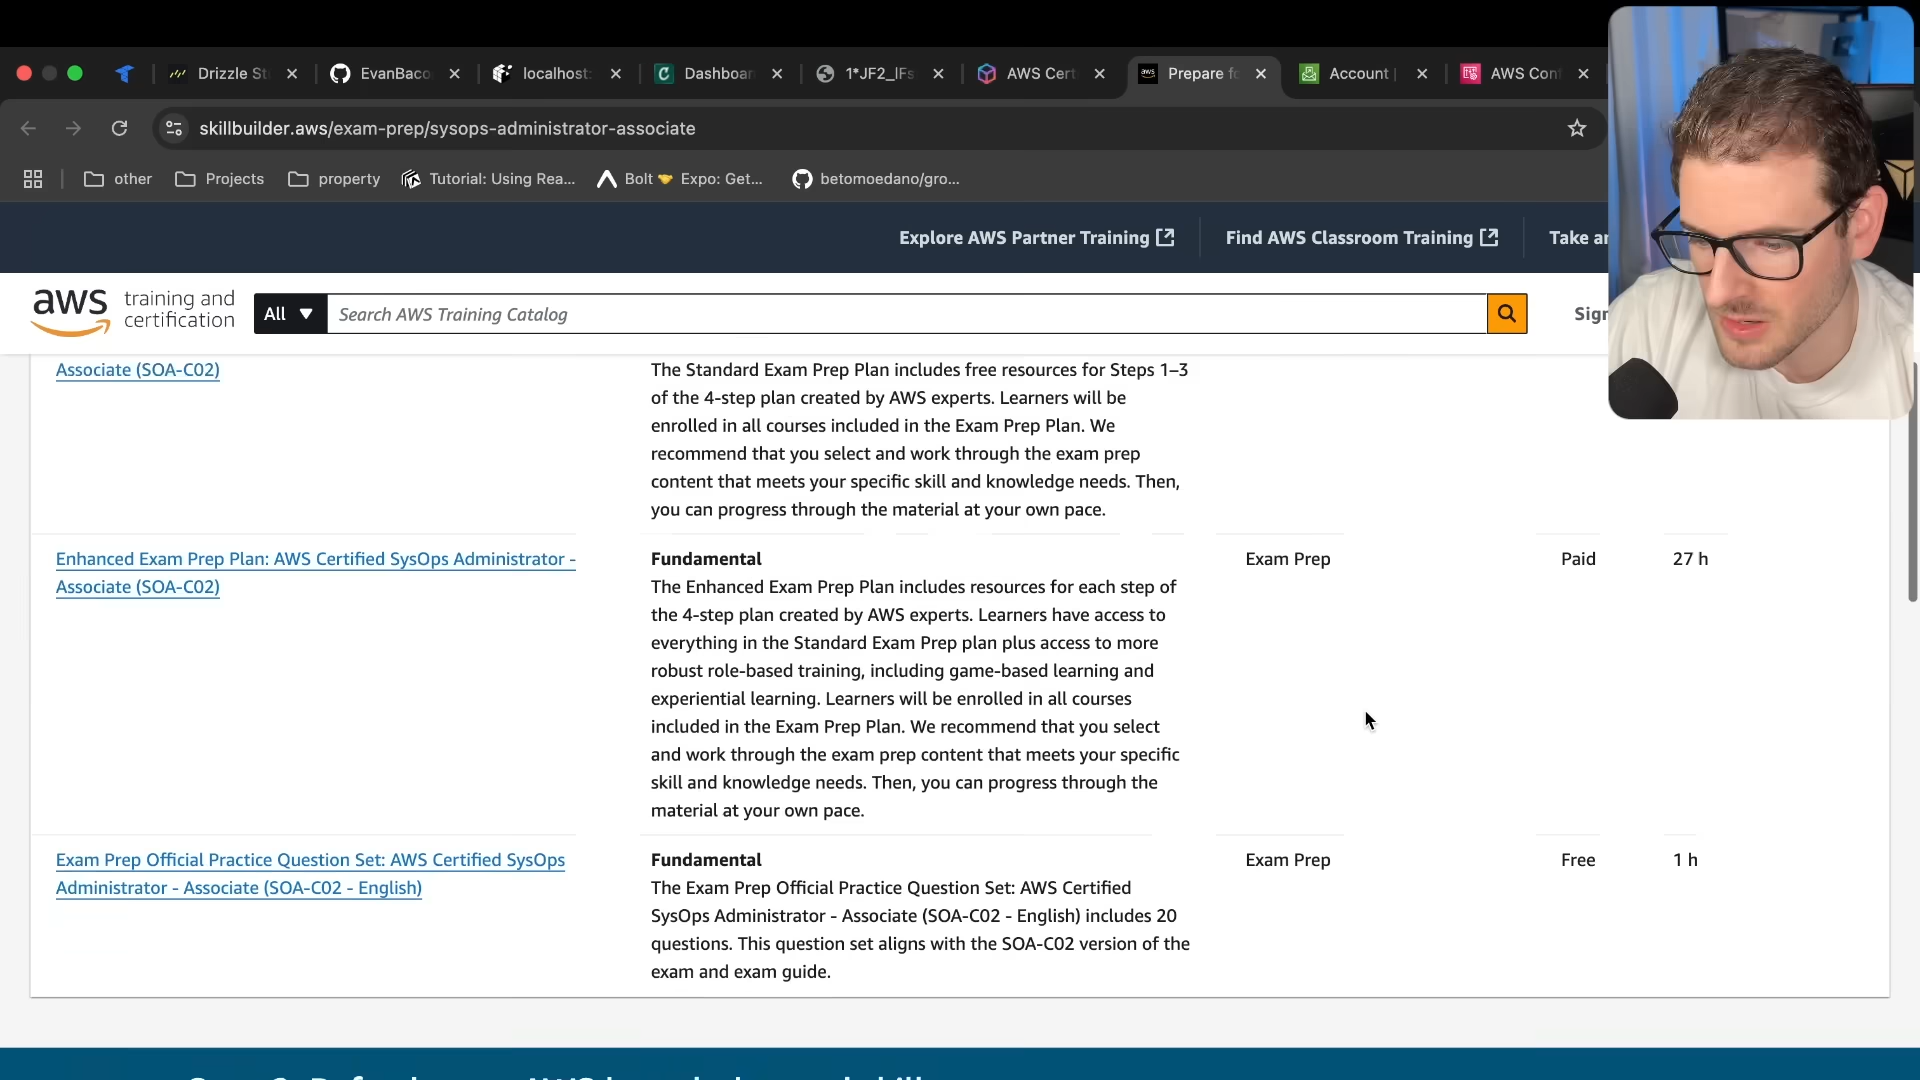 Drizzle St
EvanBaco
localhost:
Dashboar
1*JF2_lFs
AWS Cert
Prepare fo
Account |
AWS Conf
skillbuilder.aws/exam-prep/sysops-administrator-associate
other
Projects
property
Tutorial: Using Rea...
Bolt 🤝 Expo: Get...
betomoedano/gro...
Explore AWS Partner Training
Find AWS Classroom Training
Take an
aws
training and
certification
All
Search AWS Training Catalog
Sign
Associate (SOA-C02)
The Standard Exam Prep Plan includes free resources for Steps 1–3
of the 4-step plan created by AWS experts. Learners will be
enrolled in all courses included in the Exam Prep Plan. We
recommend that you select and work through the exam prep
content that meets your specific skill and knowledge needs. Then,
you can progress through the material at your own pace.
Enhanced Exam Prep Plan: AWS Certified SysOps Administrator -
Associate (SOA-C02)
Fundamental
The Enhanced Exam Prep Plan includes resources for each step of
the 4-step plan created by AWS experts. Learners have access to
everything in the Standard Exam Prep plan plus access to more
robust role-based training, including game-based learning and
experiential learning. Learners will be enrolled in all courses
included in the Exam Prep Plan. We recommend that you select
and work through the exam prep content that meets your specific
skill and knowledge needs. Then, you can progress through the
material at your own pace.
Exam Prep
Paid
27 h
Exam Prep Official Practice Question Set: AWS Certified SysOps
Administrator - Associate (SOA-C02 - English)
Fundamental
The Exam Prep Official Practice Question Set: AWS Certified
SysOps Administrator - Associate (SOA-C02 - English) includes 20
questions. This question set aligns with the SOA-C02 version of the
exam and exam guide.
Exam Prep
Free
1 h